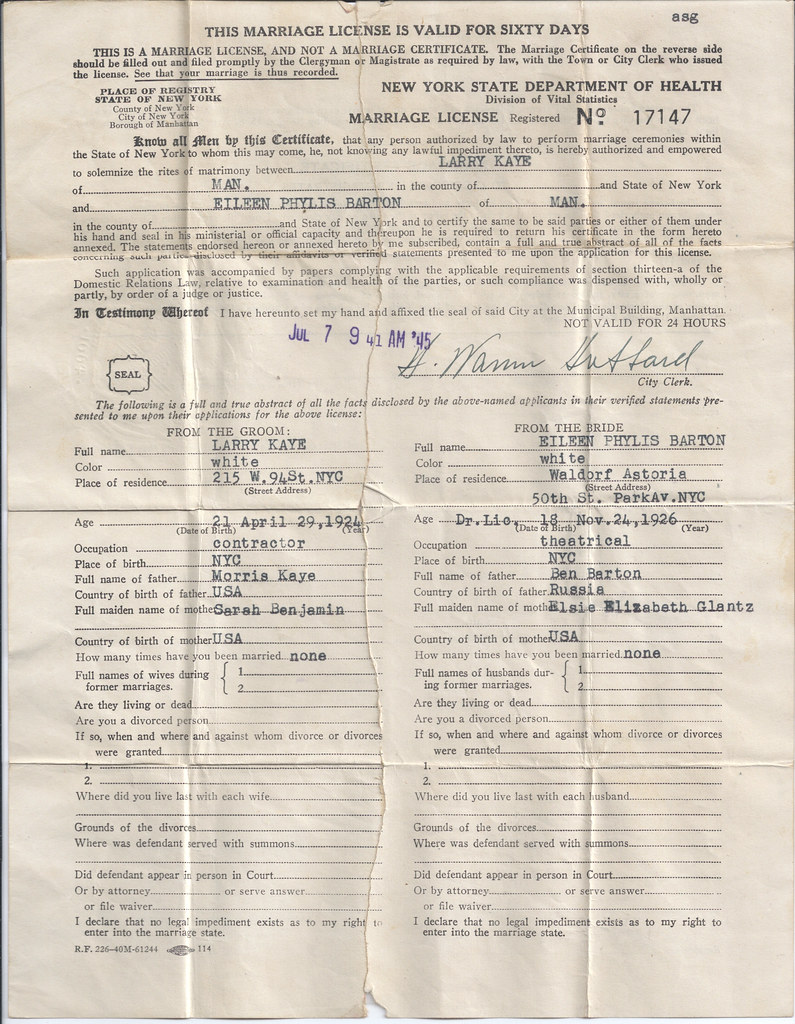 asg
THIS MARRIAGE LICENSE IS VALID FOR SIXTY DAYS
THIS IS A MARRIAGE LICENSE, AND NOT A MARRIAGE CERTIFICATE. The Marriage Certificate on the reverse side
should be filled out and filed promptly by the Clergyman or Magistrate as required by law, with the Town or City Clerk who issued
the license. See that your marriage is thus recorded.
PLACE OF REGISTRY
STATE OF NEW YORK
County of New York
City of New York
Borough of Manhattan
NEW YORK STATE DEPARTMENT OF HEALTH
Division of Vital Statistics
MARRIAGE LICENSE Registered No 17147
Know all Men by this Certificate, that any person authorized by law to perform marriage ceremonies within
the State of New York to whom this may come, he, not knowing any lawful impediment thereto, is hereby authorized and empowered
to solemnize the rites of matrimony between LARRY KAYE
of MAN. in the county of and State of New York
and EILEEN PHYLIS BARTON of MAN.
in the county of and State of New York and to certify the same to be said parties or either of them under
his hand and seal in his ministerial or official capacity and thereupon he is required to return his certificate in the form hereto
annexed. The statements endorsed hereon or annexed hereto by me subscribed, contain a full and true abstract of all of the facts
concerning such parties disclosed by their affidavits or verified statements presented to me upon the application for this license.
Such application was accompanied by papers complying with the applicable requirements of section thirteen-a of the
Domestic Relations Law, relative to examination and health of the parties, or such compliance was dispensed with, wholly or
partly, by order of a judge or justice.
In Testimony Whereof I have hereunto set my hand and affixed the seal of said City at the Municipal Building, Manhattan.
NOT VALID FOR 24 HOURS
JUL 7 9 41 AM '45
SEAL
City Clerk.
The following is a full and true abstract of all the facts disclosed by the above-named applicants in their verified statements pre-
sented to me upon their applications for the above license:
FROM THE GROOM:
Full name LARRY KAYE
Color white
Place of residence 215 W.94St.NYC
(Street Address)
Age 21 April 29,1924
(Date of Birth) (Year)
Occupation contractor
Place of birth NYC
Full name of father Morris Kaye
Country of birth of father USA
Full maiden name of mother Sarah Benjamin
Country of birth of mother USA
How many times have you been married none
Full names of wives during
former marriages.
1
2
Are they living or dead
Are you a divorced person
If so, when and where and against whom divorce or divorces
were granted
1.
2.
Where did you live last with each wife
Grounds of the divorces
Where was defendant served with summons
Did defendant appear in person in Court
Or by attorney or serve answer
or file waiver
I declare that no legal impediment exists as to my right to
enter into the marriage state.
R.F. 226-40M-61244 114
FROM THE BRIDE
Full name EILEEN PHYLIS BARTON
Color white
Place of residence Waldorf Astoria
(Street Address)
50th St. ParkAv.NYC
Age Dr.Lic. 18 Nov.24,1926
(Date of Birth) (Year)
Occupation theatrical
Place of birth NYC
Full name of father Ben Barton
Country of birth of father Russia
Full maiden name of moth Elsie Elizabeth Glantz
Country of birth of mother USA
How many times have you been married none
Full names of husbands dur-
ing former marriages.
1
2
Are they living or dead
Are you a divorced person
If so, when and where and against whom divorce or divorces
were granted
1.
2.
Where did you live last with each husband
Grounds of the divorces
Where was defendant served with summons
Did defendant appear in person in Court
Or by attorney or serve answer
or file waiver
I declare that no legal impediment exists as to my right to
enter into the marriage state.